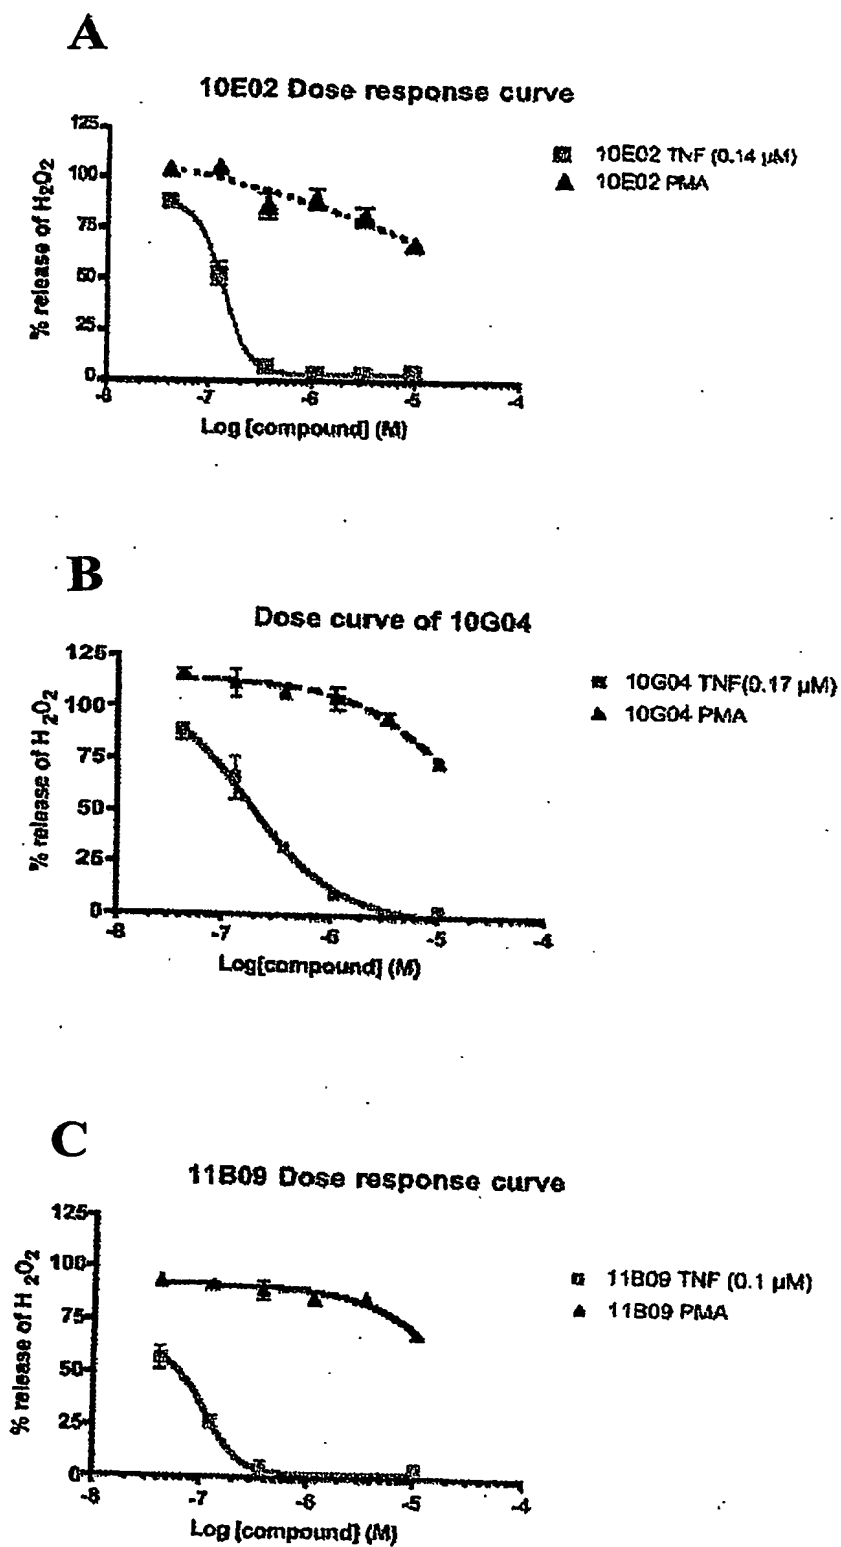 A
10E02 Dose response curve
125
100
75
50
25
0
% release of H2O2
10E02 TNF (0.14 µM)
10E02 PMA
-8 -7 -6 -5 -4
Log [compound] (M)
B
Dose curve of 10G04
125
100
75
50
25
0
% release of H2O2
10G04 TNF(0.17 µM)
10G04 PMA
-8 -7 -6 -5 -4
Log[compound] (M)
C
11B09 Dose response curve
125
100
75
50
25
0
% release of H2O2
11B09 TNF (0.1 µM)
11B09 PMA
-8 -7 -6 -5 -4
Log [compound] (M)